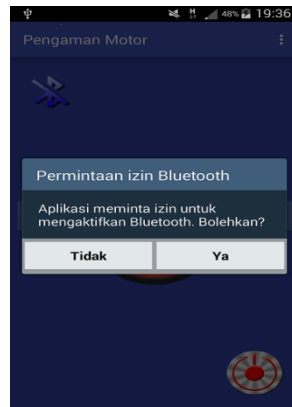 48% 19:36
Pengaman Motor
Permintaan izin Bluetooth
Aplikasi meminta izin untuk
mengaktifkan Bluetooth. Bolehkan?
Tidak Ya